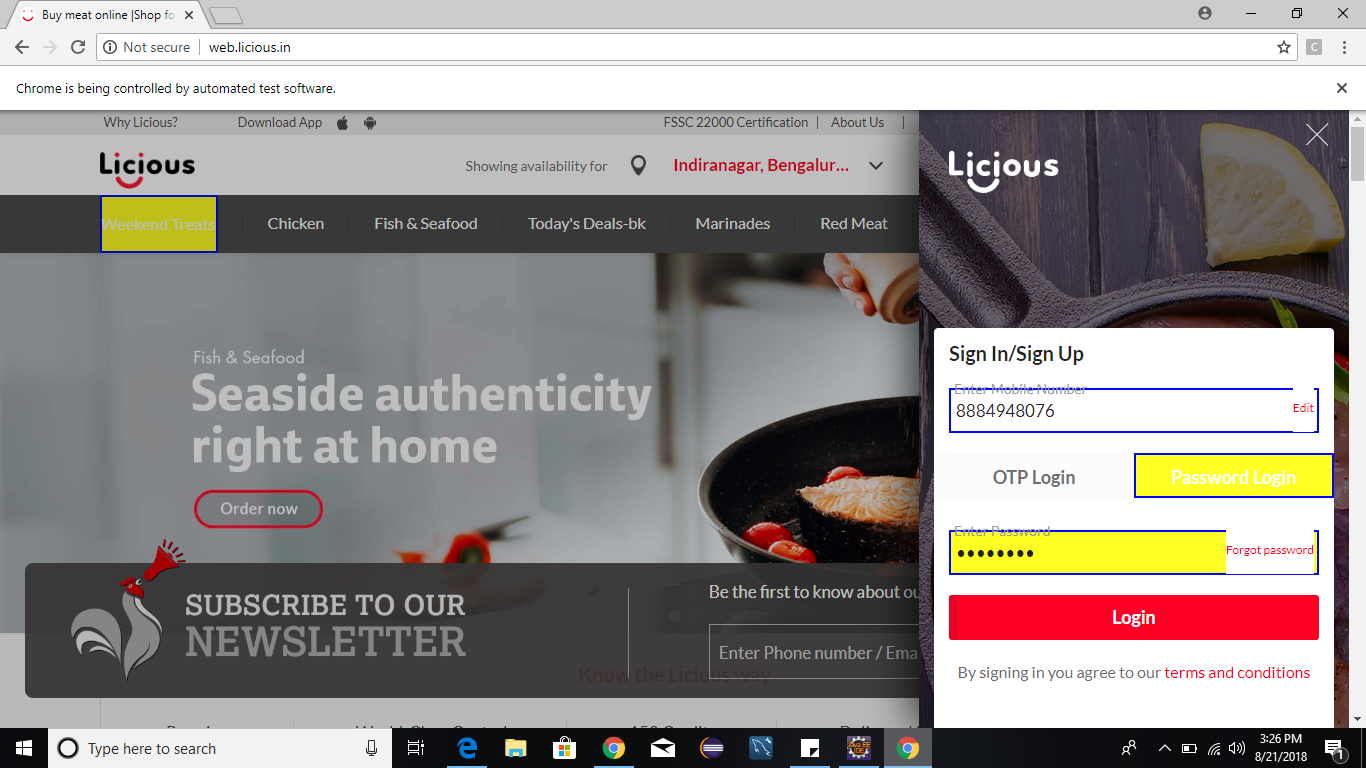 Buy meat online |Shop fo
Not secure
web.licious.in
C
Chrome is being controlled by automated test software.
Why Licious?
Download App
FSSC 22000 Certification |
About Us |
Licious
Showing availability for
Indiranagar, Bengalur...
Weekend Treats
Chicken
Fish & Seafood
Today's Deals-bk
Marinades
Red Meat
Fish & Seafood
Seaside authenticity
right at home
Order now
SUBSCRIBE TO OUR
NEWSLETTER
Be the first to know about ou
Enter Phone number / Ema
Know the Licious way
Licious
Sign In/Sign Up
Enter Mobile Number
8884948076
Edit
OTP Login
Password Login
Enter Password
••••••••
Forgot password
Login
By signing in you agree to our terms and conditions
Type here to search
3:26 PM
8/21/2018
1